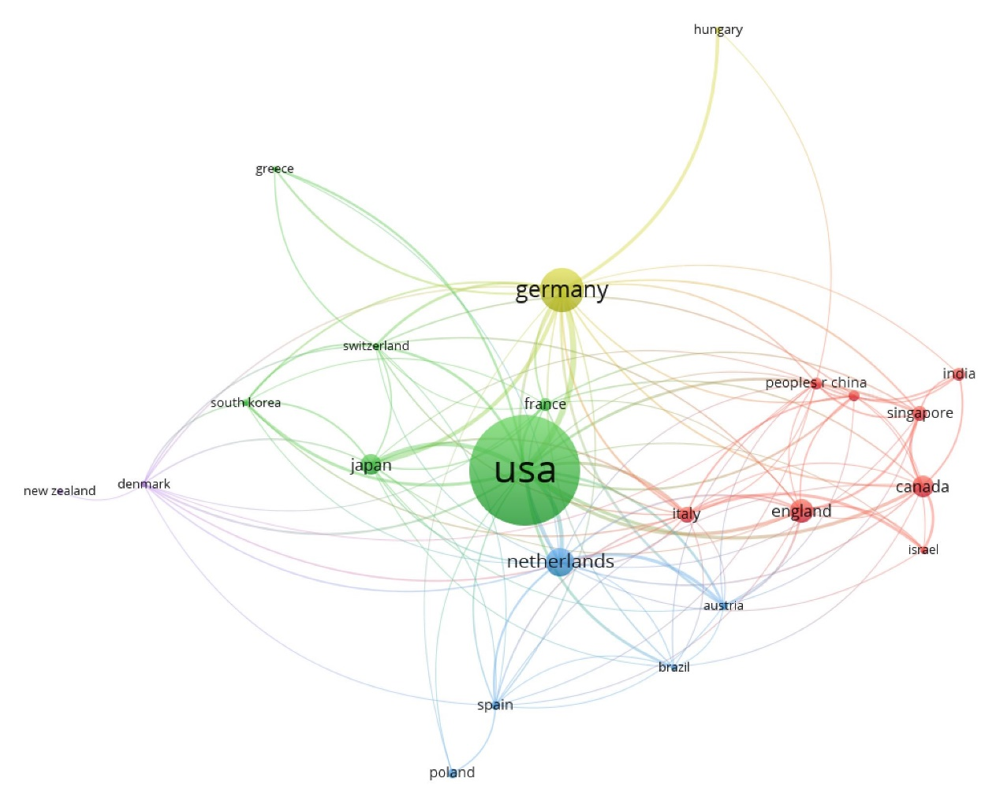 hungary
greece
germany
switzerland
peoples r china
india
south korea
france
singapore
japan
usa
denmark
new zealand
canada
italy
england
israel
netherlands
austria
brazil
spain
poland